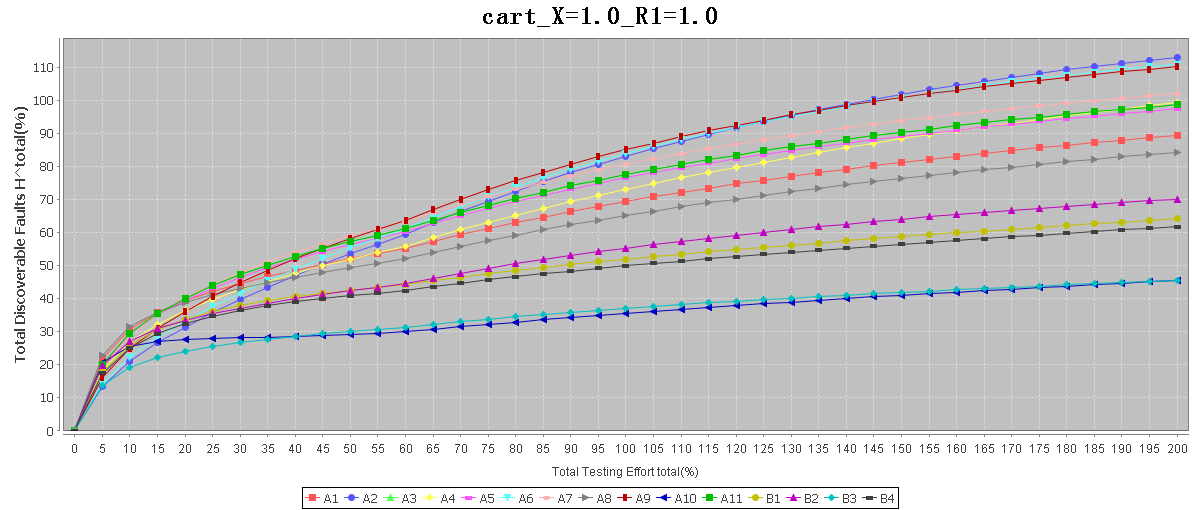 cart_X=1.0_R1=1.0
Total Discoverable Faults H^total(%)
110
100
90
80
70
60
50
40
30
20
10
0
0 5 10 15 20 25 30 35 40 45 50 55 60 65 70 75 80 85 90 95 100 105 110 115 120 125 130 135 140 145 150 155 160 165 170 175 180 185 190 195 200
Total Testing Effort total(%)
A1 A2 A3 A4 A5 A6 A7 A8 A9 A10 A11 B1 B2 B3 B4